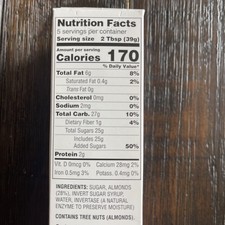 Nutrition Facts
5 servings per container
Serving size 2 Tbsp (39g)
Amount per serving
Calories 170
% Daily Value*
Total Fat 6g 8%
Saturated Fat 0.4g 2%
Trans Fat 0g
Cholesterol 0mg 0%
Sodium 2mg 0%
Total Carb. 27g 10%
Dietary Fiber 1g 4%
Total Sugars 25g
Includes 25g
Added Sugars 50%
Protein 2g
Vit. D 0mcg 0% Calcium 28mg 2%
Iron 0.5mg 3% Potass. 0.4mg 0%
INGREDIENTS: SUGAR, ALMONDS
(28%), INVERT SUGAR SYRUP,
WATER, INVERTASE (A NATURAL
ENZYME TO PRESERVE MOISTURE)
CONTAINS TREE NUTS (ALMONDS).